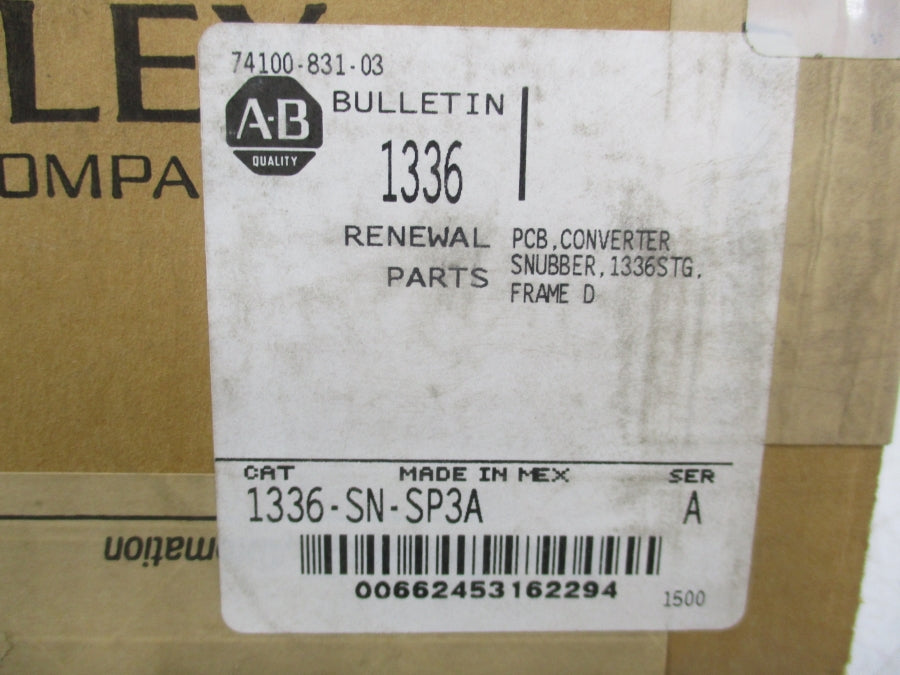 LEY
OMPA
74100-831-03
A-B
QUALITY
BULLETIN
1336
RENEWAL
PARTS
PCB,CONVERTER
SNUBBER,1336STG,
FRAME D
CAT MADE IN MEX SER
1336-SN-SP3A A
00662453162294
1500
omation